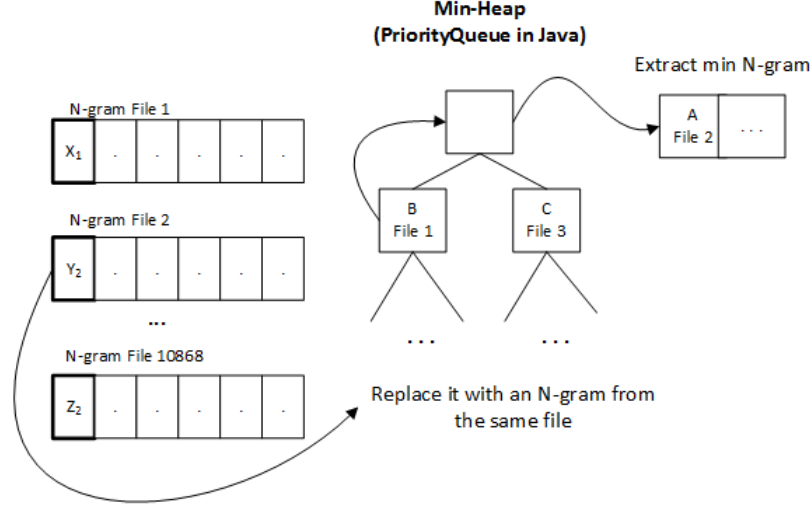 Min-Heap
(PriorityQueue in Java)
Extract min N-gram
N-gram File 1
X1 . . . . .
A
File 2
. . .
B
File 1
C
File 3
N-gram File 2
Y2 . . . . .
...
. . .
. . .
N-gram File 10868
Z2 . . . . .
Replace it with an N-gram from
the same file